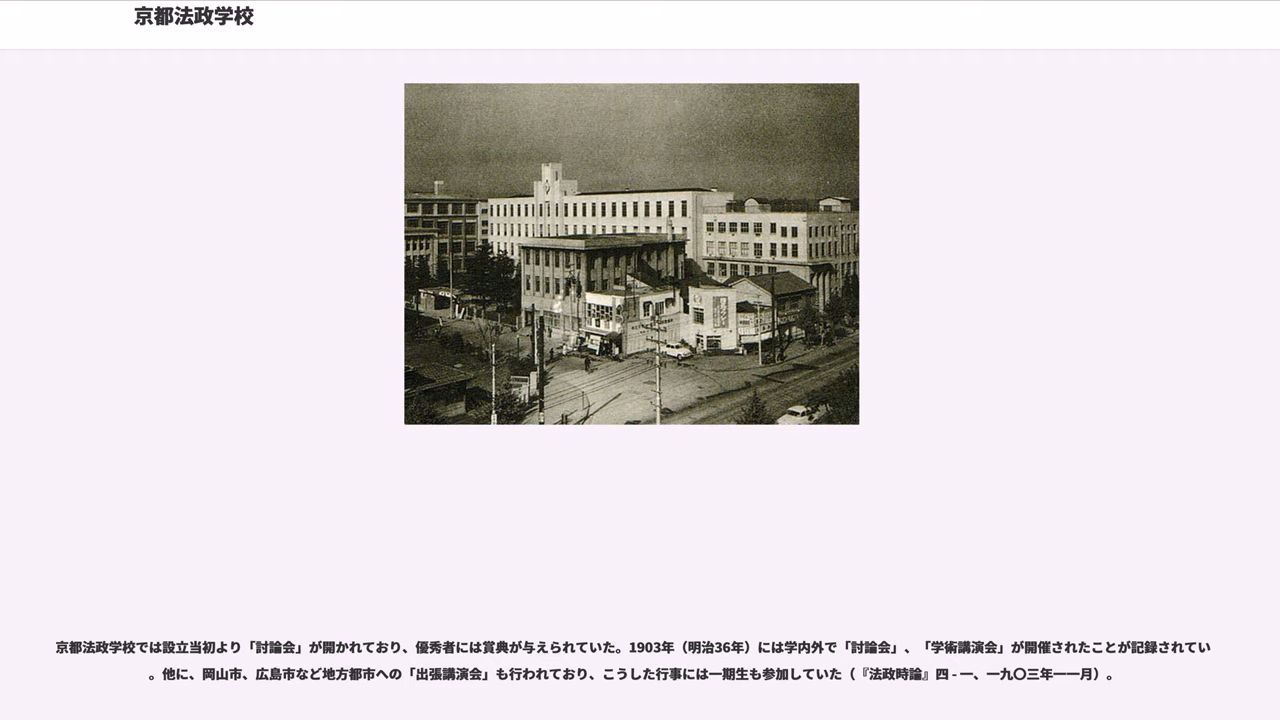 京都法政学校
京都法政学校では設立当初より「討論会」が開かれており、優秀者には賞典が与えられていた。1903年（明治36年）には学内外で「討論会」、「学術講演会」が開催されたことが記録されてい
。他に、岡山市、広島市など地方都市への「出張講演会」も行われており、こうした行事には一期生も参加していた（『法政時論』四 - 一、一九〇三年一一月）。